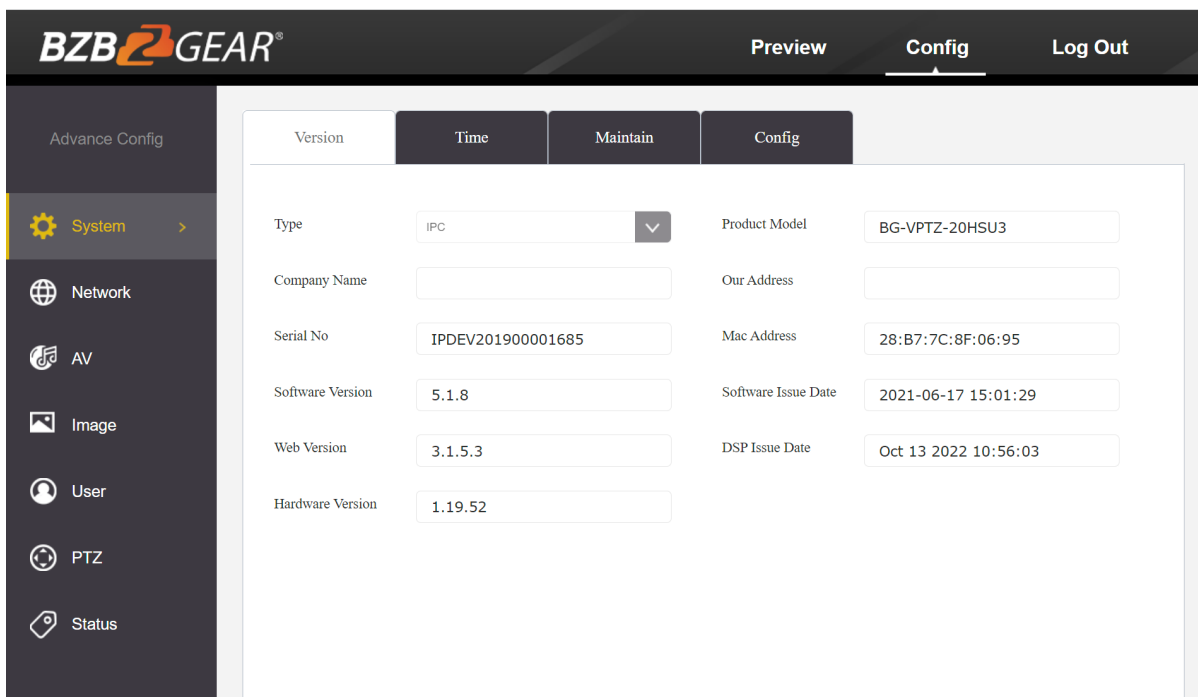 BZBGEAR®
Preview Config Log Out
Advance Config
Version Time Maintain Config
System >
Network
AV
Image
User
PTZ
Status
Type IPC Product Model BG-VPTZ-20HSU3
Company Name Our Address
Serial No IPDEV201900001685 Mac Address 28:B7:7C:8F:06:95
Software Version 5.1.8 Software Issue Date 2021-06-17 15:01:29
Web Version 3.1.5.3 DSP Issue Date Oct 13 2022 10:56:03
Hardware Version 1.19.52